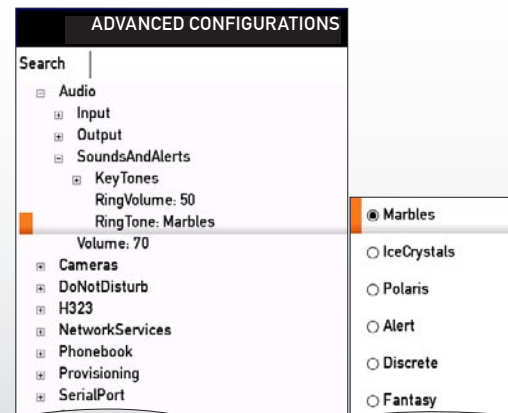 ADVANCED CONFIGURATIONS
Search
Audio
Input
Output
SoundsAndAlerts
KeyTones
RingVolume: 50
RingTone: Marbles
Volume: 70
Cameras
DoNotDisturb
H323
NetworkServices
Phonebook
Provisioning
SerialPort
Marbles
IceCrystals
Polaris
Alert
Discrete
Fantasy